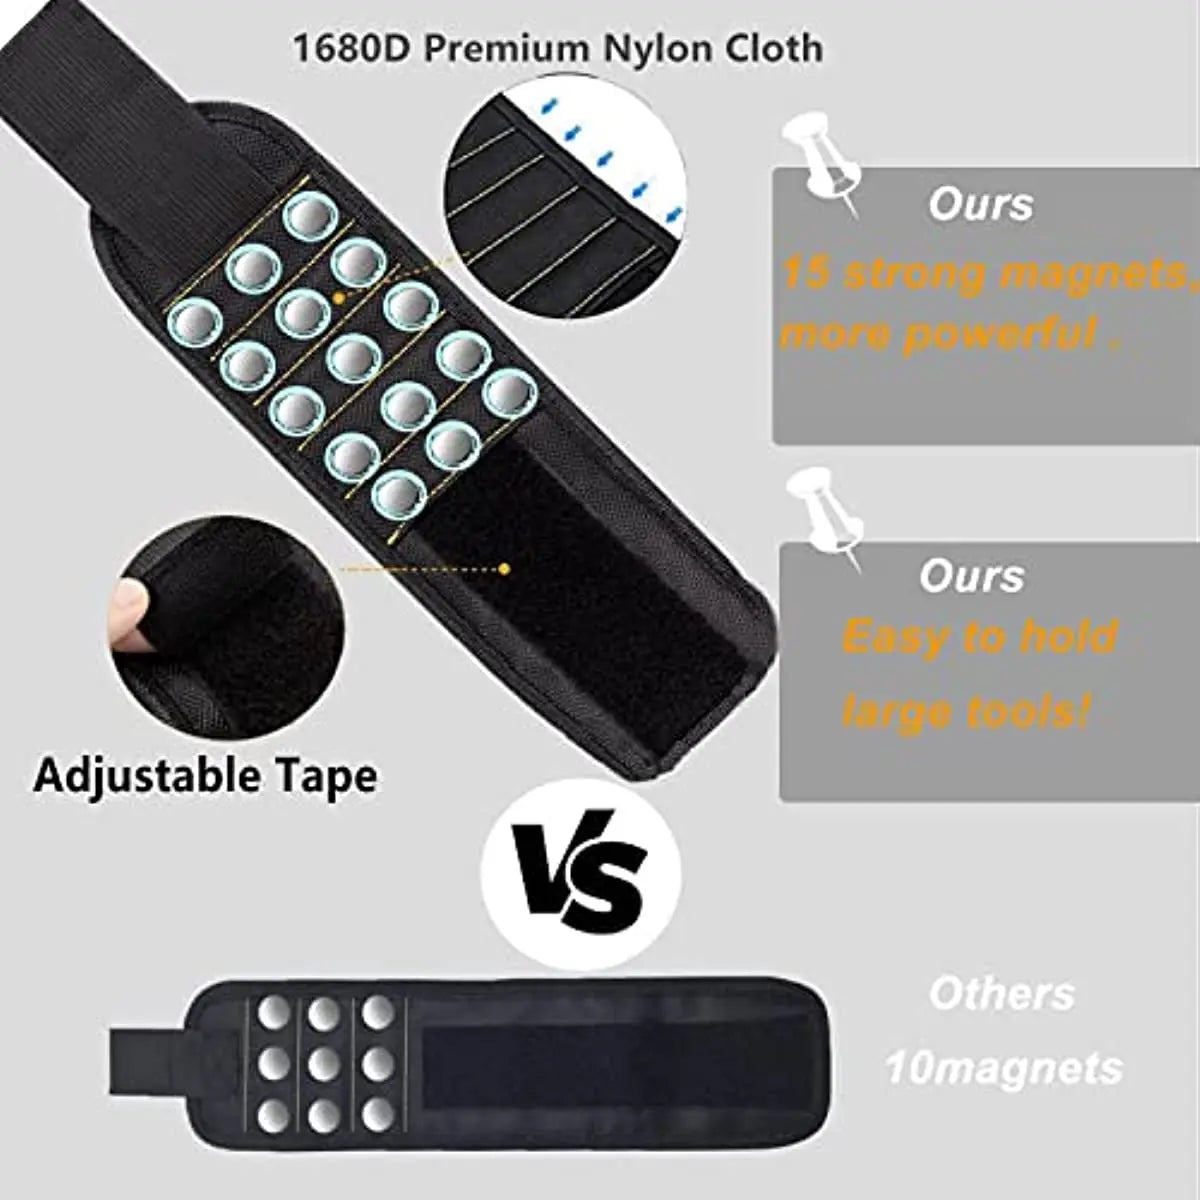 1680D Premium Nylon Cloth
Ours
15 strong magnets,
more powerful .
Ours
Easy to hold
large tools!
Adjustable Tape
VS
Others
10magnets